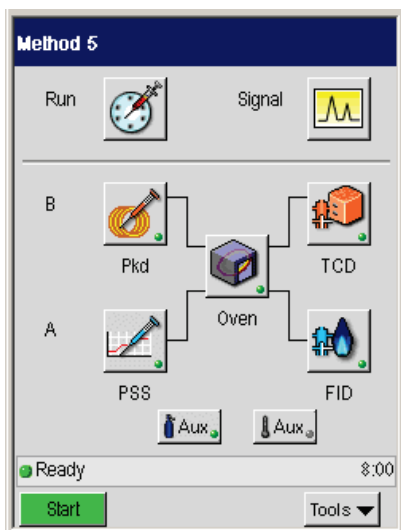 Method 5
Run Signal
B
Pkd TCD
Oven
A
PSS FID
Aux Aux
Ready 8:00
Start Tools